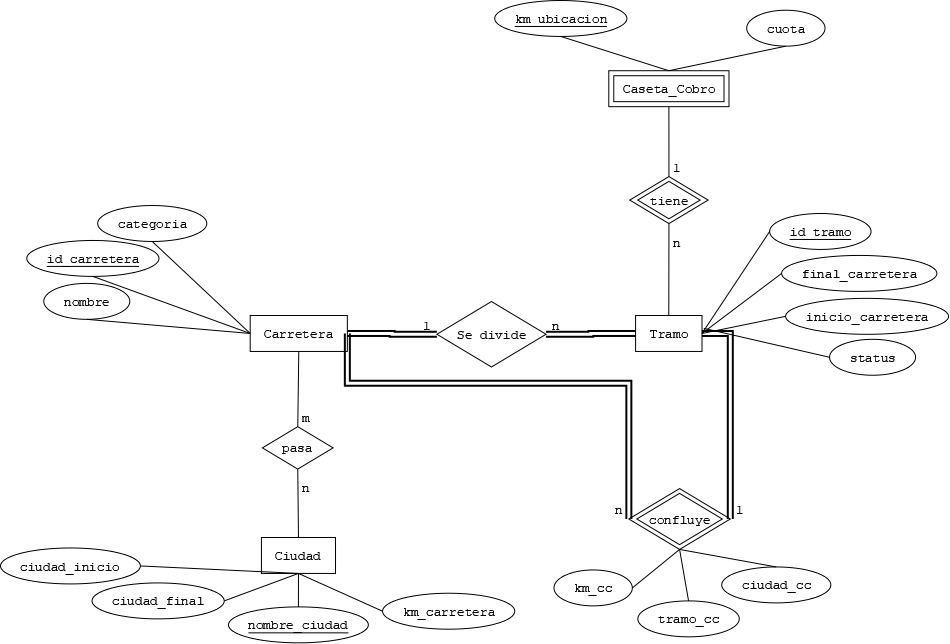 km_ubicacion
cuota
Caseta_Cobro
1
tiene
n
categoria
id_carretera
nombre
id_tramo
final_carretera
inicio_carretera
status
Carretera
1
Se divide
n
Tramo
m
pasa
n
n
confluye
1
Ciudad
ciudad_inicio
ciudad_final
nombre_ciudad
km_carretera
km_cc
tramo_cc
ciudad_cc